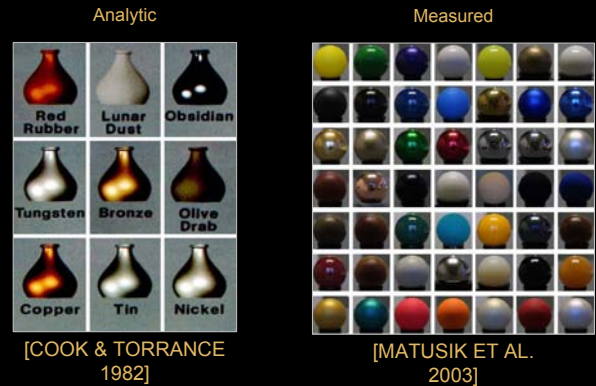 Analytic
Measured
Red
Rubber
Lunar
Dust
Obsidian
Tungsten
Bronze
Olive
Drab
Copper
Tin
Nickel
[COOK & TORRANCE
1982]
[MATUSIK ET AL.
2003]